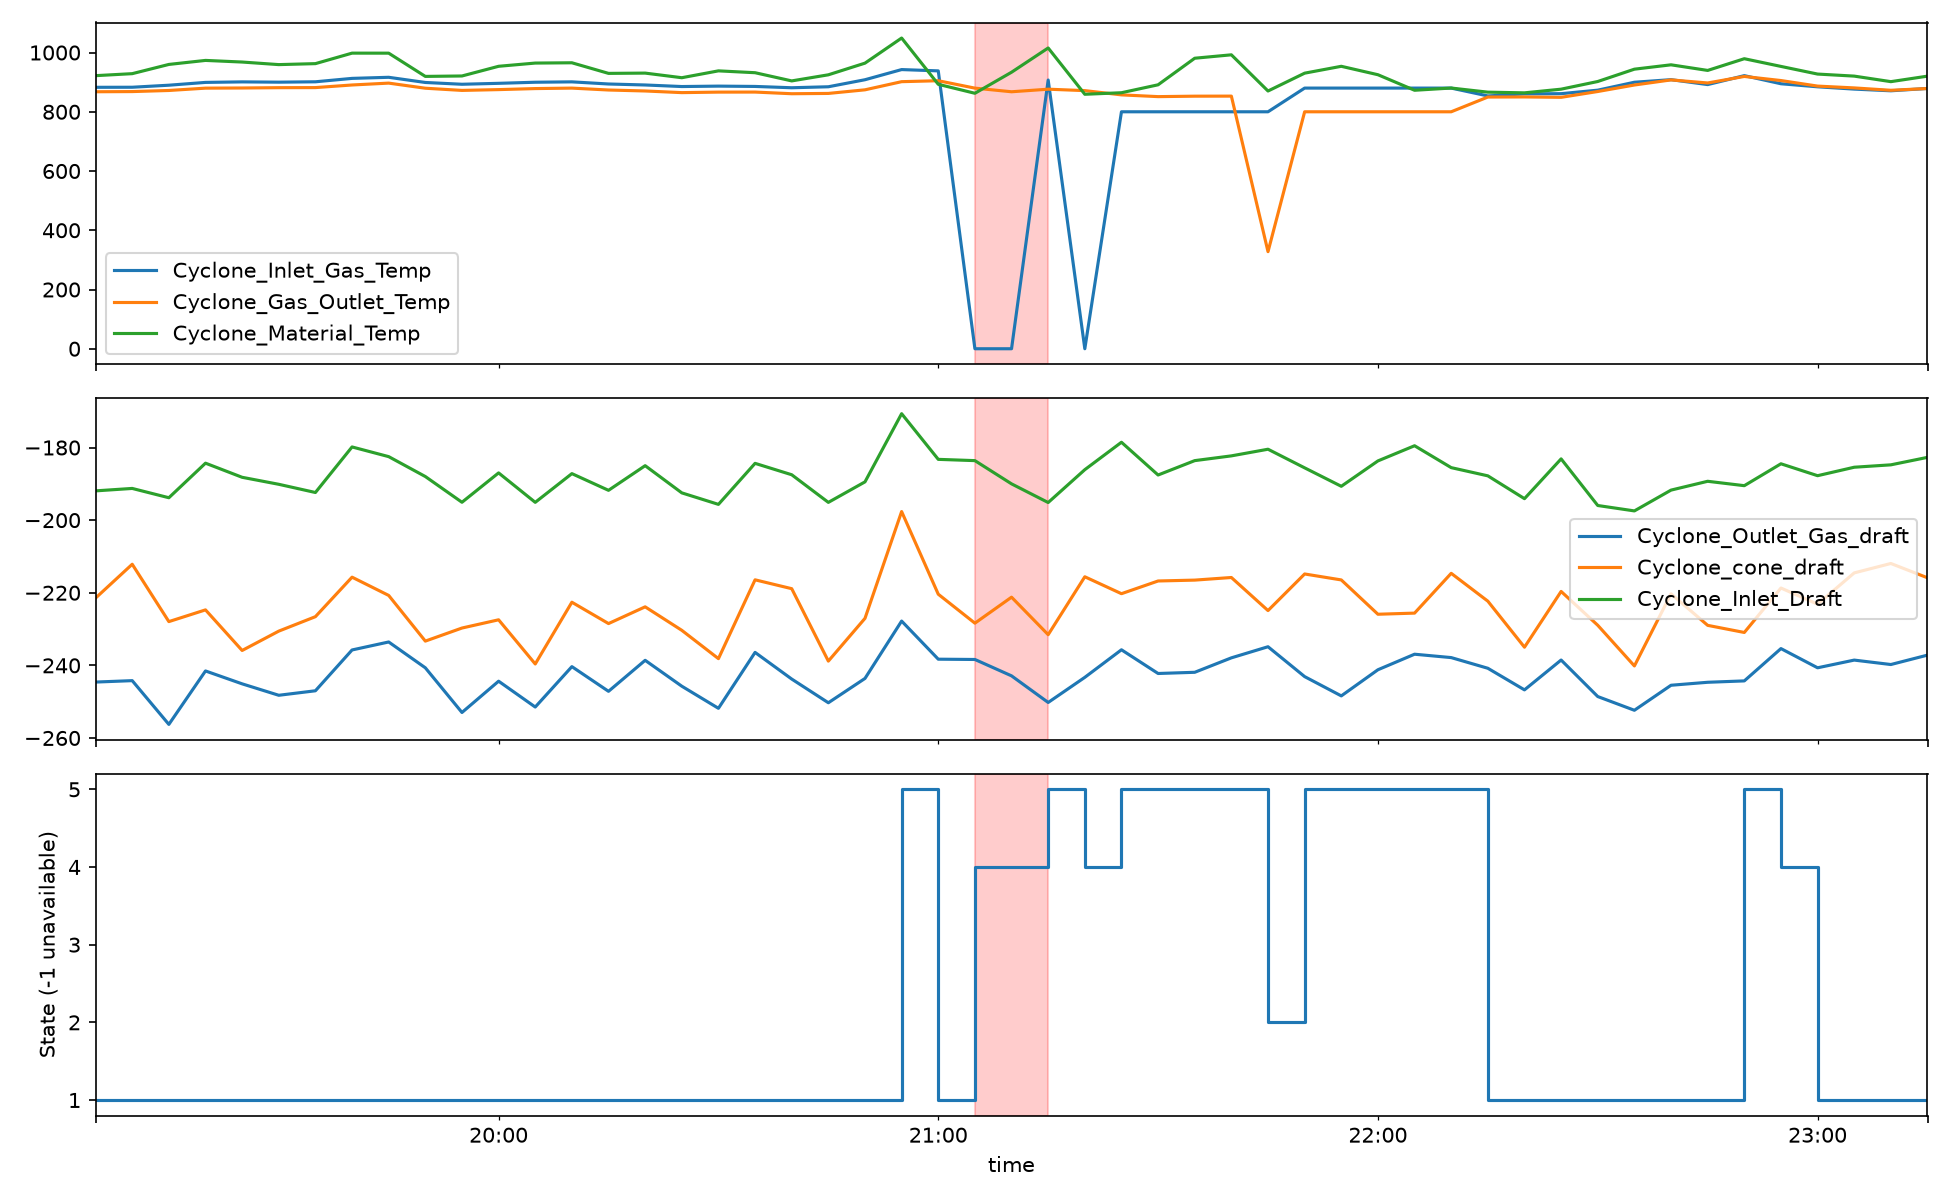 1000
800
600
400
200
0
Cyclone_Inlet_Gas_Temp
Cyclone_Gas_Outlet_Temp
Cyclone_Material_Temp
−180
−200
−220
−240
−260
Cyclone_Outlet_Gas_draft
Cyclone_cone_draft
Cyclone_Inlet_Draft
State (-1 unavailable)
5
4
3
2
1
20:00 21:00 22:00 23:00
time